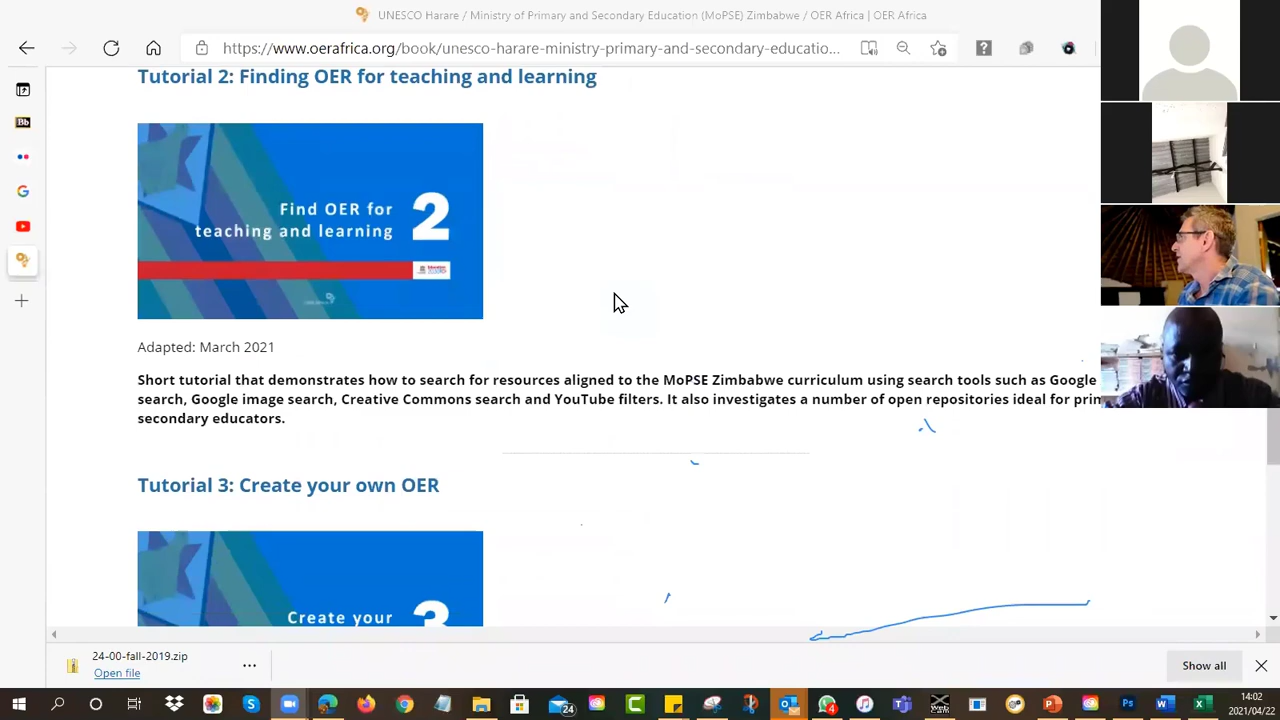 UNESCO Harare / Ministry of Primary and Secondary Education (MoPSE) Zimbabwe / OER Africa | OER Africa
https://www.oerafrica.org/book/unesco-harare-ministry-primary-and-secondary-educatio...
Tutorial 2: Finding OER for teaching and learning
Find OER for
teaching and learning
2
Adapted: March 2021
Short tutorial that demonstrates how to search for resources aligned to the MoPSE Zimbabwe curriculum using search tools such as Google
search, Google image search, Creative Commons search and YouTube filters. It also investigates a number of open repositories ideal for prim
secondary educators.
Tutorial 3: Create your own OER
Create your
3
24-00-fall-2019.zip
Open file
Show all
Bb
24
4
14:02
2021/04/22